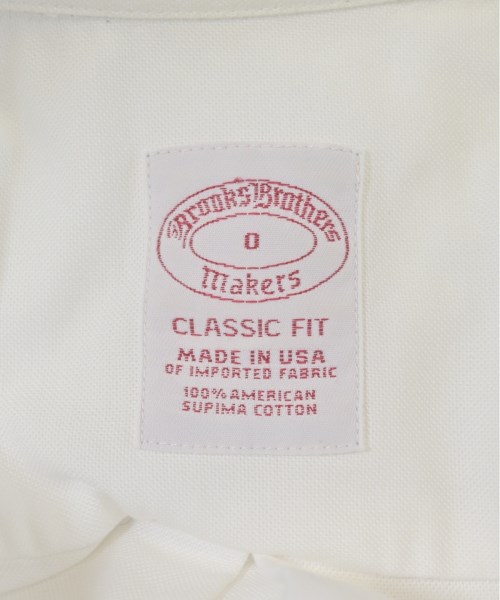 Brooks Brothers
0
Makers
CLASSIC FIT
MADE IN USA
OF IMPORTED FABRIC
100% AMERICAN
SUPIMA COTTON